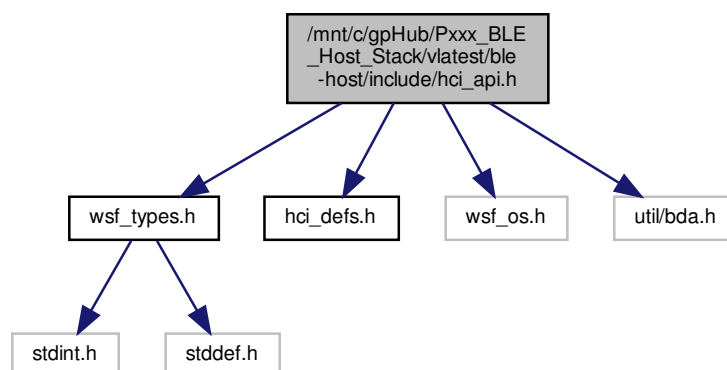 /mnt/c/gpHub/Pxxx_BLE
_Host_Stack/vlatest/ble
-host/include/hci_api.h
wsf_types.h
hci_defs.h
wsf_os.h
util/bda.h
stdint.h
stddef.h